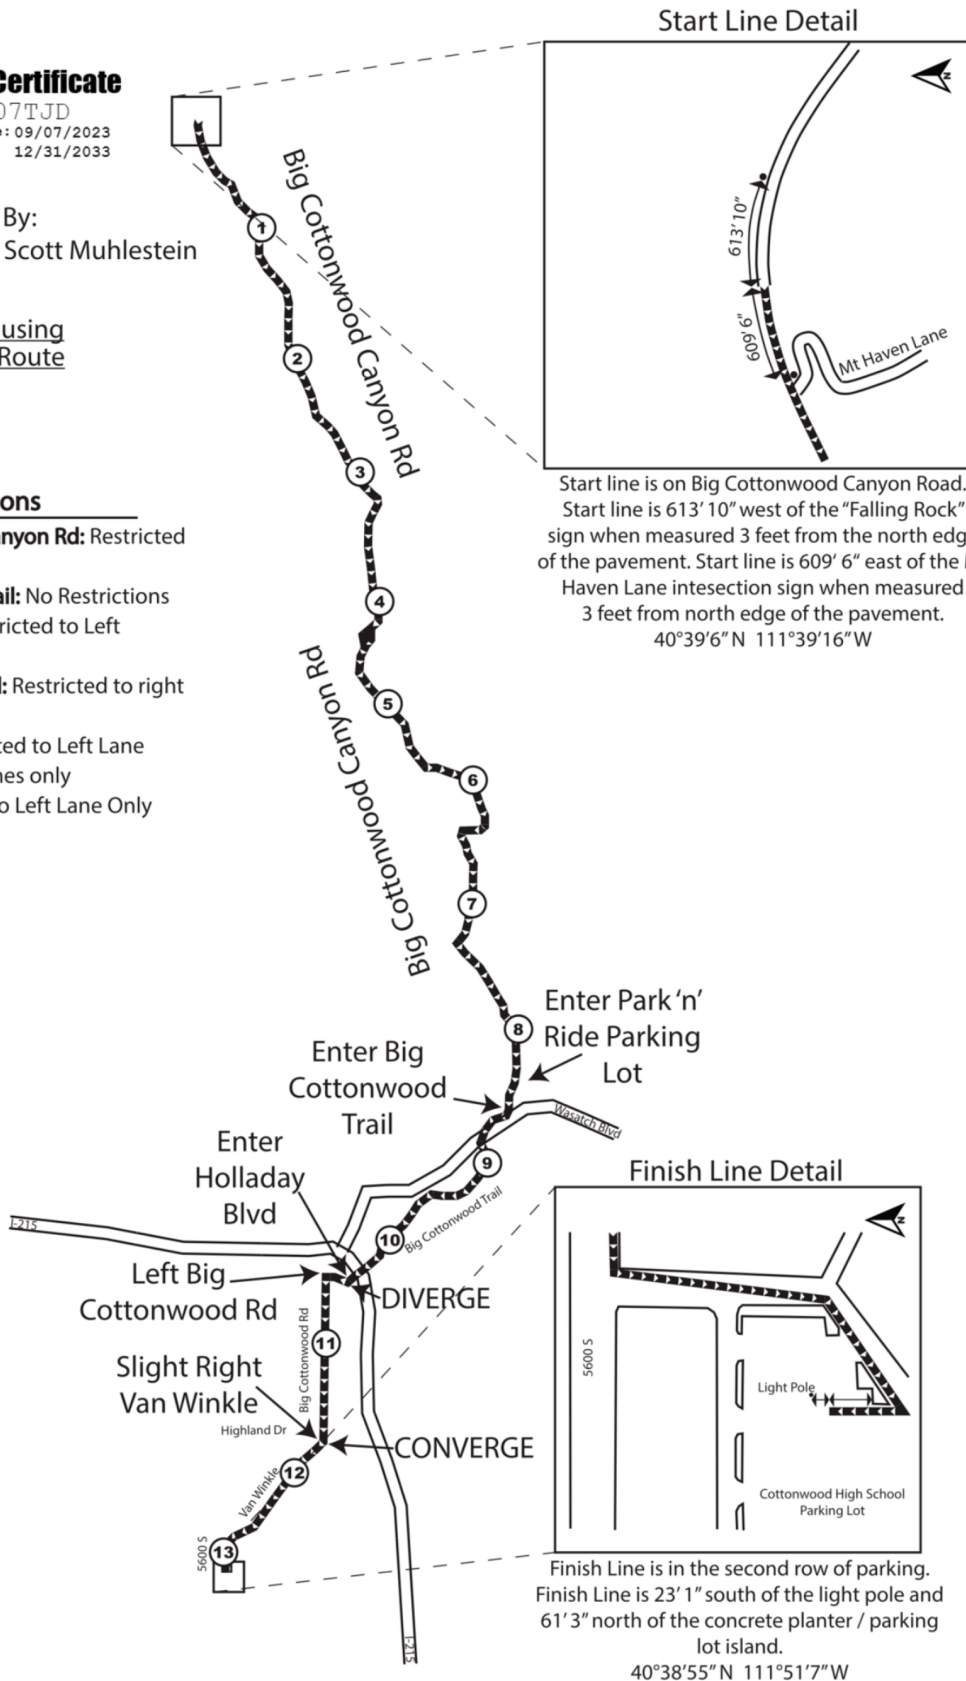 Start Line Detail
Certificate
07TJD
e: 09/07/2023
12/31/2033
By:
Scott Muhlestein
using
Route
ons
nyon Rd: Restricted
ail: No Restrictions
ricted to Left
l: Restricted to right
ted to Left Lane
nes only
o Left Lane Only
N
613' 10"
609' 6"
Mt Haven Lane
Start line is on Big Cottonwood Canyon Road.
Start line is 613' 10" west of the "Falling Rock"
sign when measured 3 feet from the north edg
of the pavement. Start line is 609' 6" east of the
Haven Lane intesection sign when measured
3 feet from north edge of the pavement.
40°39'6" N 111°39'16" W
Big Cottonwood Canyon Rd
1
2
3
4
Big Cottonwood Canyon Rd
5
6
7
8
Enter Park 'n'
Ride Parking
Lot
Enter Big
Cottonwood
Trail
Wasatch Blvd
Enter
Holladay
Blvd
9
Big Cottonwood Trail
10
I-215
Left Big
Cottonwood Rd
DIVERGE
11
Big Cottonwood Rd
Slight Right
Van Winkle
Highland Dr
CONVERGE
12
Van Winkle
13
5600 S
I-215
Finish Line Detail
N
5600 S
Light Pole
Cottonwood High School
Parking Lot
Finish Line is in the second row of parking.
Finish Line is 23' 1" south of the light pole and
61' 3" north of the concrete planter / parking
lot island.
40°38'55" N 111°51'7" W